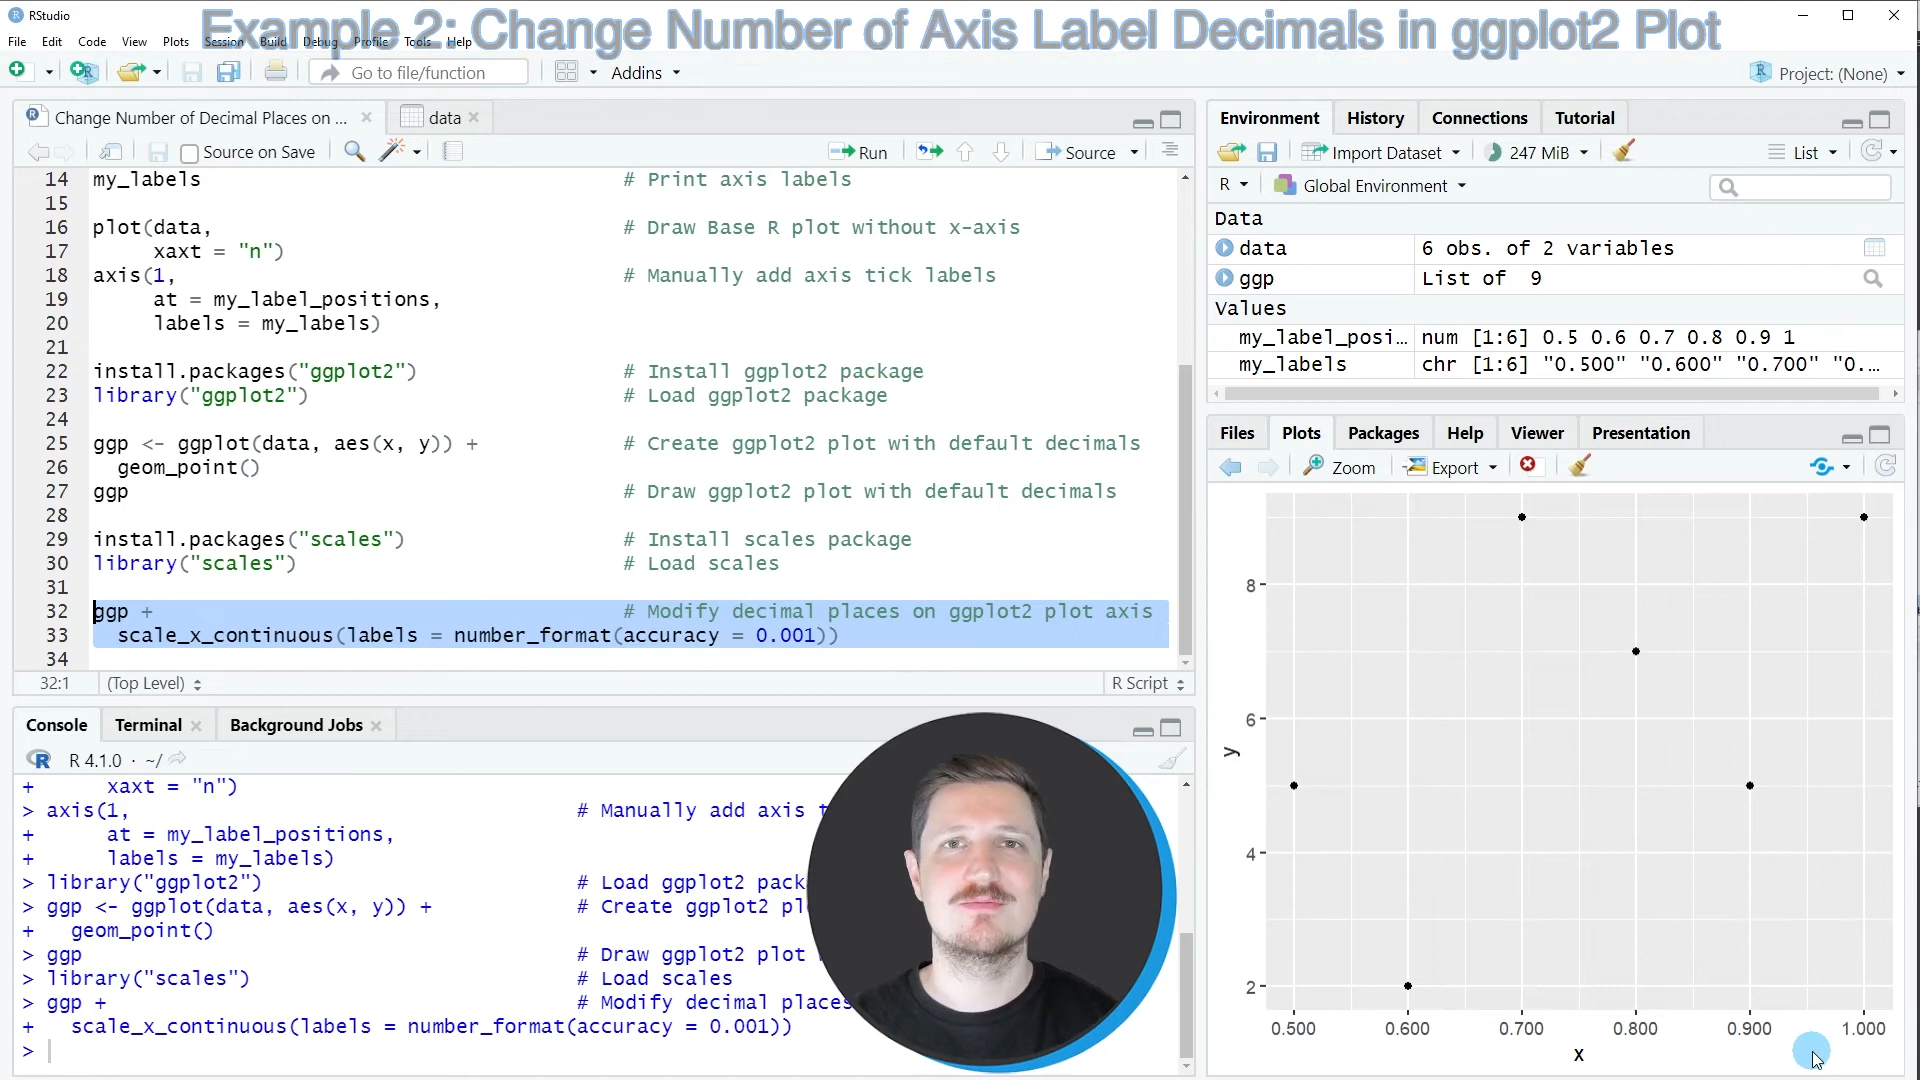 RStudio
Example 2: Change Number of Axis Label Decimals in ggplot2 Plot
File Edit Code View Plots Session Build Debug Profile Tools Help
Go to file/function
Addins
Project: (None)
Change Number of Decimal Places on ...
data
Source on Save
Run
Source
14 my_labels # Print axis labels
15
16 plot(data, # Draw Base R plot without x-axis
17 xaxt = "n")
18 axis(1, # Manually add axis tick labels
19 at = my_label_positions,
20 labels = my_labels)
21
22 install.packages("ggplot2") # Install ggplot2 package
23 library("ggplot2") # Load ggplot2 package
24
25 ggp <- ggplot(data, aes(x, y)) + # Create ggplot2 plot with default decimals
26 geom_point()
27 ggp # Draw ggplot2 plot with default decimals
28
29 install.packages("scales") # Install scales package
30 library("scales") # Load scales
31
32 ggp + # Modify decimal places on ggplot2 plot axis
33 scale_x_continuous(labels = number_format(accuracy = 0.001))
34
32:1 (Top Level) R Script
Console Terminal Background Jobs
R R 4.1.0 · ~/
+ xaxt = "n")
> axis(1, # Manually add axis t
+ at = my_label_positions,
+ labels = my_labels)
> library("ggplot2") # Load ggplot2 pack
> ggp <- ggplot(data, aes(x, y)) + # Create ggplot2 pl
+ geom_point()
> ggp # Draw ggplot2 plot
> library("scales") # Load scales
> ggp + # Modify decimal places
+ scale_x_continuous(labels = number_format(accuracy = 0.001))
>
Environment History Connections Tutorial
Import Dataset 247 MiB List
R Global Environment
Data
data 6 obs. of 2 variables
ggp List of 9
Values
my_label_posi... num [1:6] 0.5 0.6 0.7 0.8 0.9 1
my_labels chr [1:6] "0.500" "0.600" "0.700" "0....
Files Plots Packages Help Viewer Presentation
Zoom Export
8
6
y
4
2
0.500 0.600 0.700 0.800 0.900 1.000
x